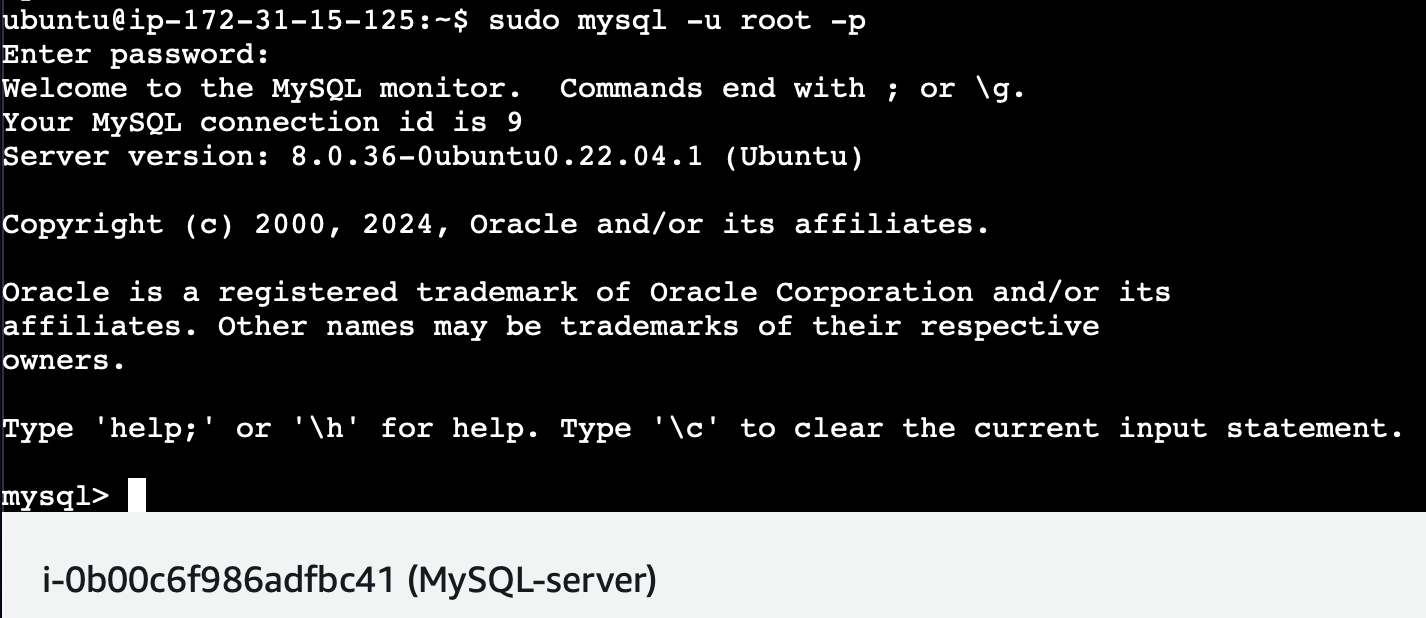 ubuntu@ip-172-31-15-125:~$ sudo mysql -u root -p
Enter password:
Welcome to the MySQL monitor.  Commands end with ; or \g.
Your MySQL connection id is 9
Server version: 8.0.36-0ubuntu0.22.04.1 (Ubuntu)
Copyright (c) 2000, 2024, Oracle and/or its affiliates.
Oracle is a registered trademark of Oracle Corporation and/or its
affiliates. Other names may be trademarks of their respective
owners.
Type 'help;' or '\h' for help. Type '\c' to clear the current input statement.
mysql>
i-0b00c6f986adfbc41 (MySQL-server)